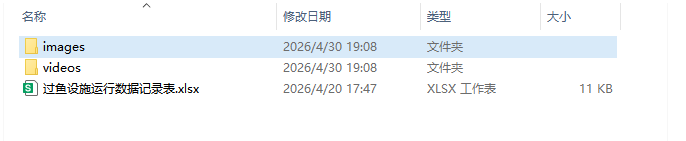 名称 修改日期 类型 大小
images 2026/4/30 19:08 文件夹
videos 2026/4/30 19:08 文件夹
过鱼设施运行数据记录表.xlsx 2026/4/20 17:47 XLSX 工作表 11 KB